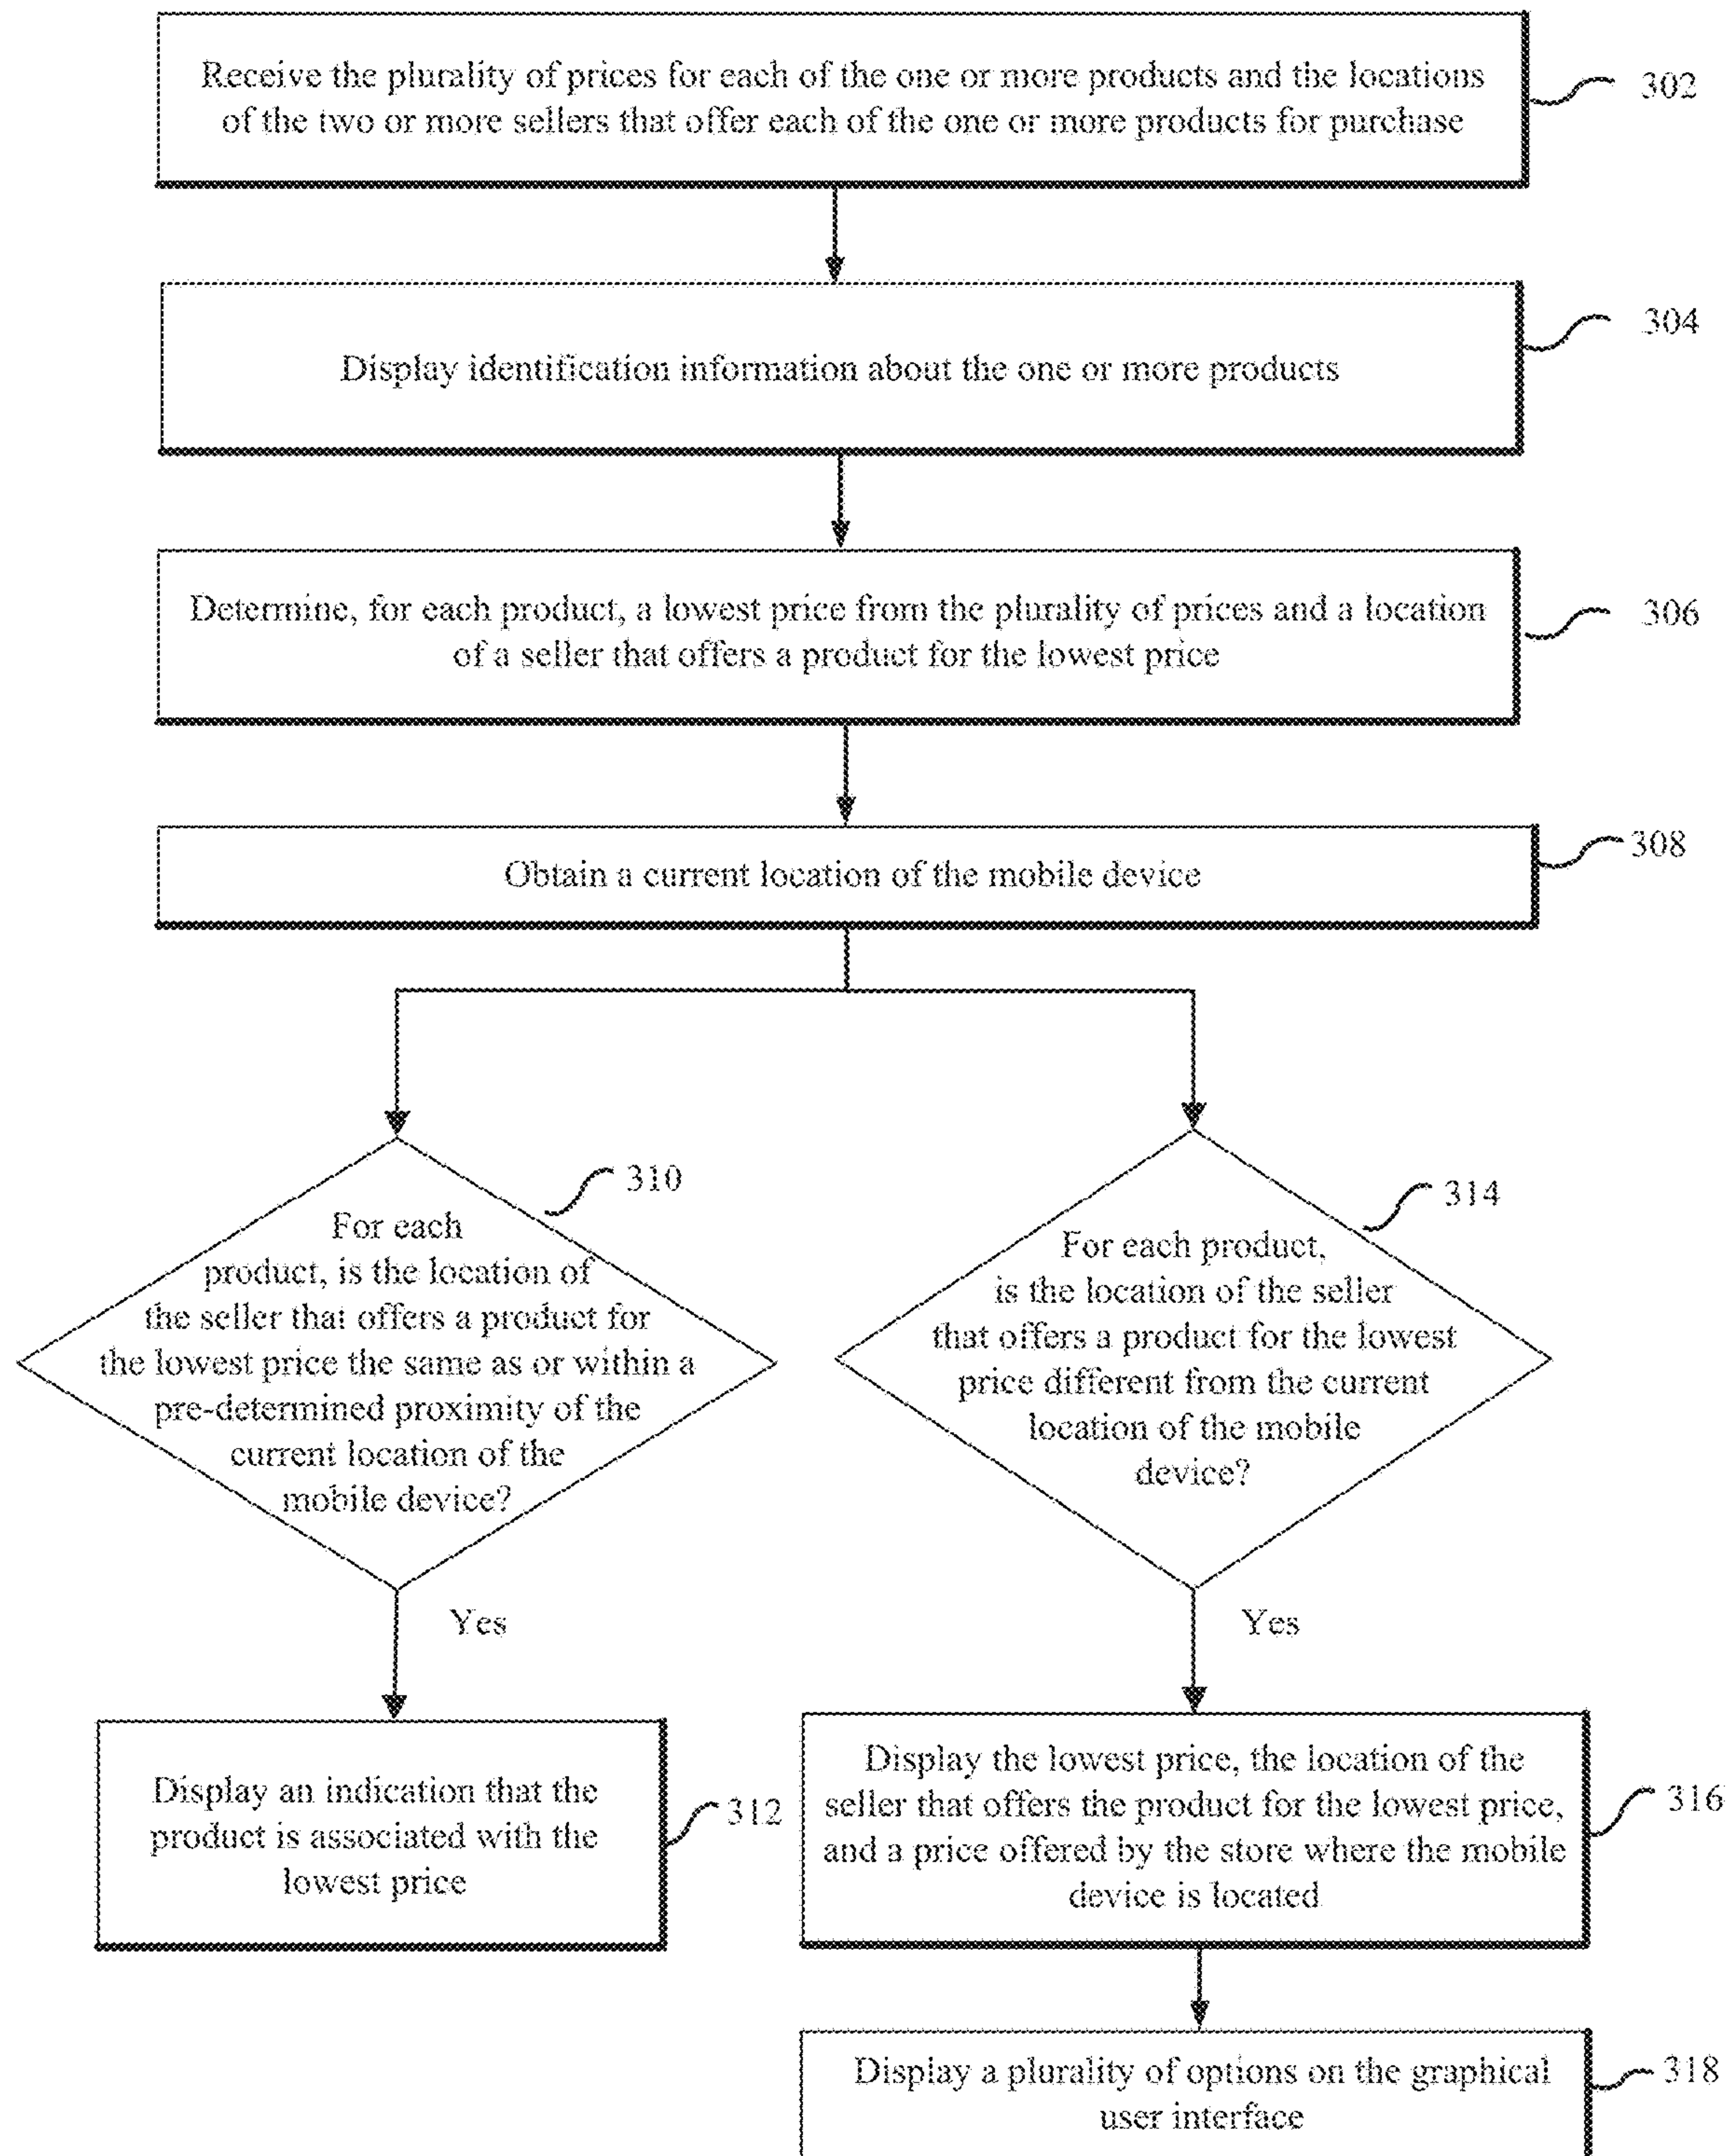 Receive the plurality of prices for each of the one or more products and the locations
of the two or more sellers that offer each of the one or more products for purchase
302
Display identification information about the one or more products
304
Determine, for each product, a lowest price from the plurality of prices and a location
of a seller that offers a product for the lowest price
306
Obtain a current location of the mobile device
308
For each
product, is the location of
the seller that offers a product for
the lowest price the same as or within a
pre-determined proximity of the
current location of the
mobile device?
310
Yes
Display an indication that the
product is associated with the
lowest price
312
For each product,
is the location of the seller
that offers a product for the lowest
price different from the current
location of the mobile
device?
314
Yes
Display the lowest price, the location of the
seller that offers the product for the lowest price,
and a price offered by the store where the mobile
device is located
316
Display a plurality of options on the graphical
user interface
318